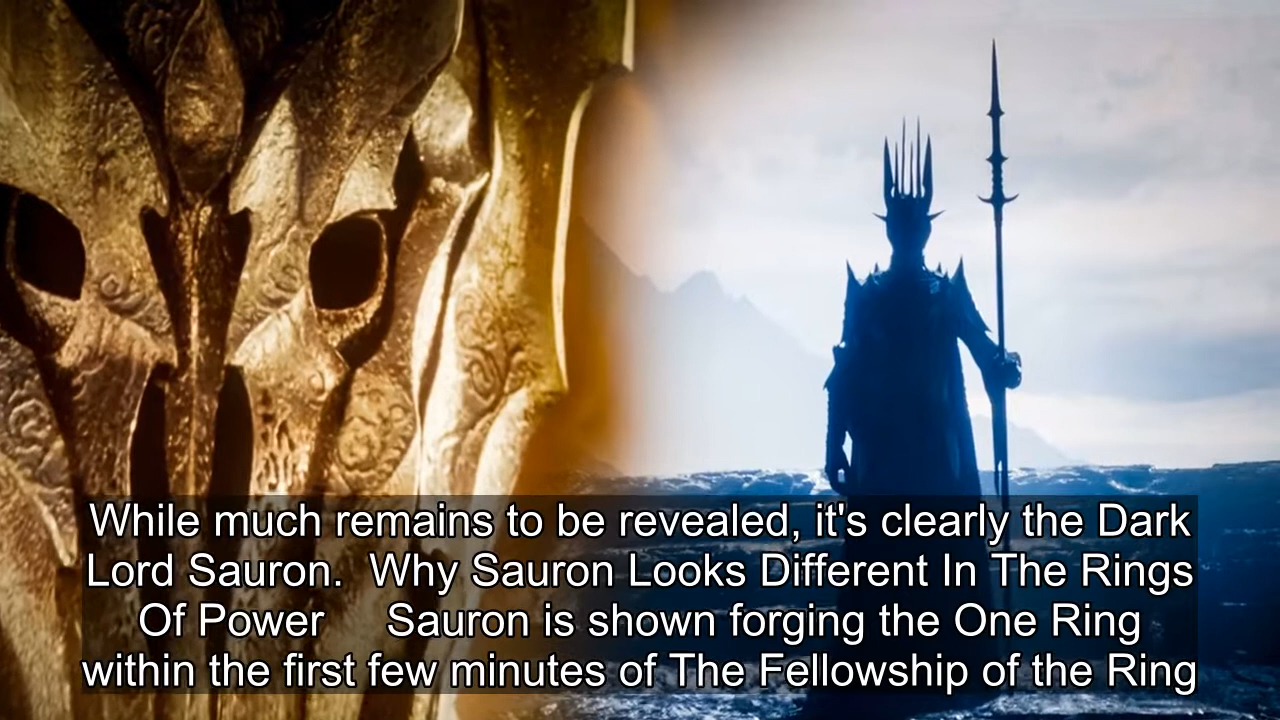 While much remains to be revealed, it's clearly the Dark
Lord Sauron.  Why Sauron Looks Different In The Rings
Of Power      Sauron is shown forging the One Ring
within the first few minutes of The Fellowship of the Ring